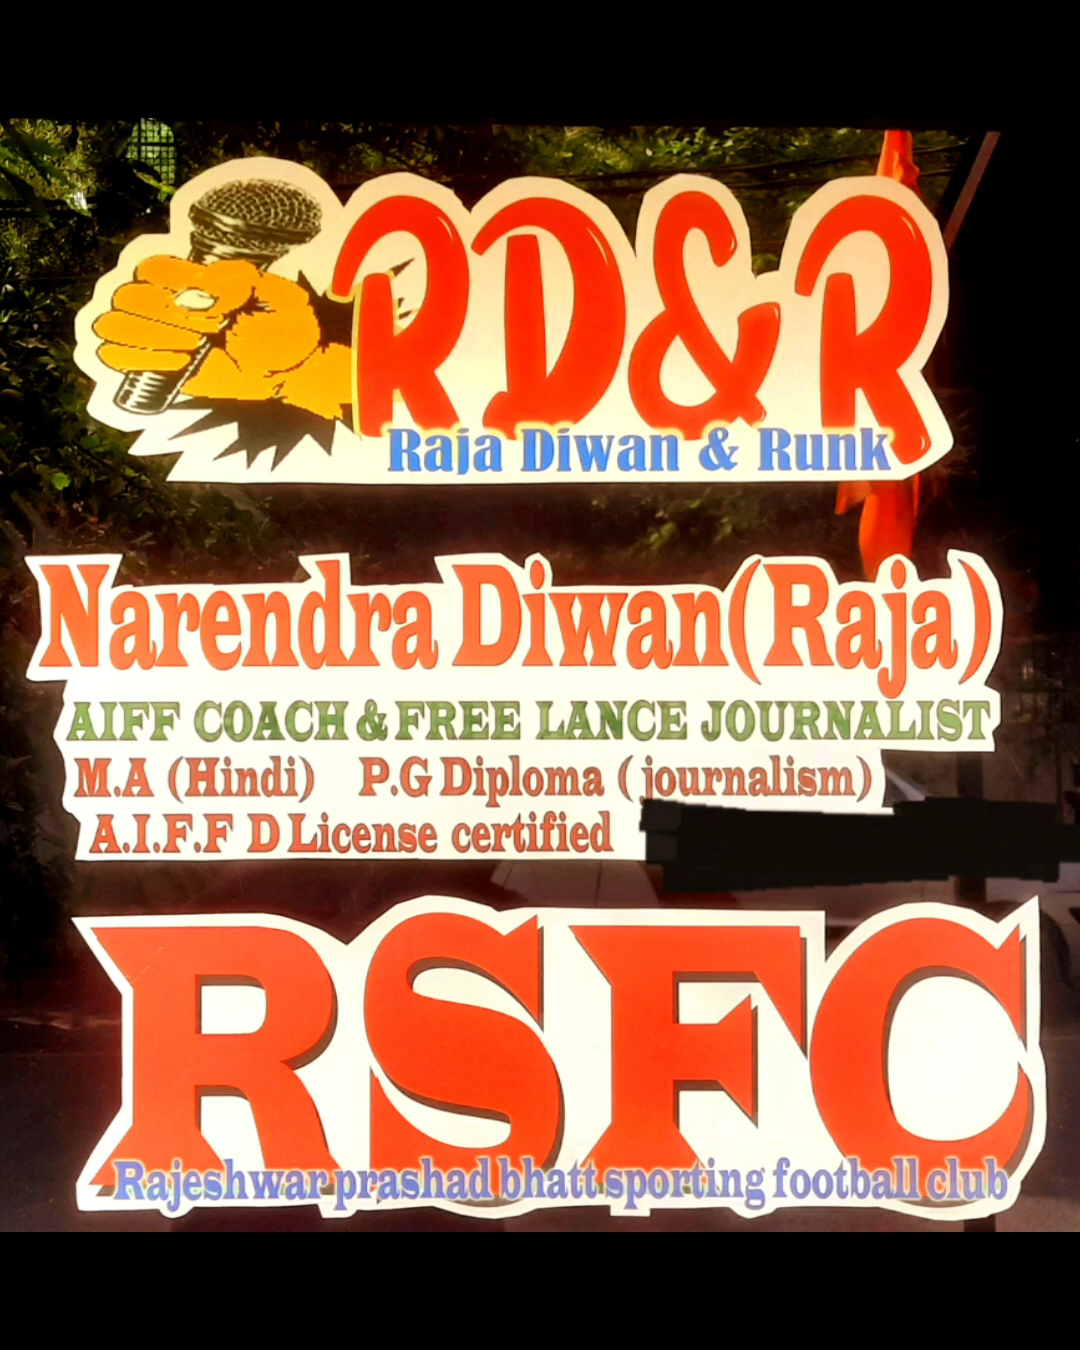 RD&R
Raja Diwan & Runk
Narendra Diwan(Raja)
AIFF COACH & FREE LANCE JOURNALIST
M.A (Hindi) P.G Diploma (journalism)
A.I.F.F D License certified
RSFC
Rajeshwar prashad bhatt sporting football club